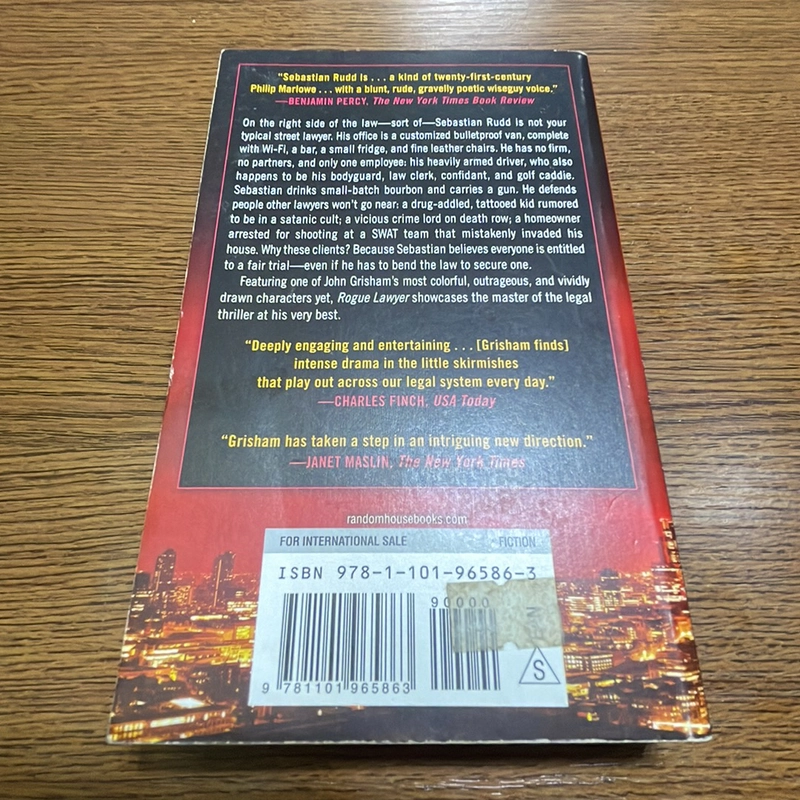 "Sebastian Rudd is . . . a kind of twenty-first-century
Philip Marlowe . . . with a blunt, rude, gravelly poetic wiseguy voice."
—BENJAMIN PERCY, The New York Times Book Review
On the right side of the law—sort of—Sebastian Rudd is not your
typical street lawyer. His office is a customized bulletproof van, complete
with Wi-Fi, a bar, a small fridge, and fine leather chairs. He has no firm,
no partners, and only one employee: his heavily armed driver, who also
happens to be his bodyguard, law clerk, confidant, and golf caddie.
Sebastian drinks small-batch bourbon and carries a gun. He defends
people other lawyers won't go near: a drug-addled, tattooed kid rumored
to be in a satanic cult; a vicious crime lord on death row; a homeowner
arrested for shooting at a SWAT team that mistakenly invaded his
house. Why these clients? Because Sebastian believes everyone is entitled
to a fair trial—even if he has to bend the law to secure one.
Featuring one of John Grisham's most colorful, outrageous, and vividly
drawn characters yet, Rogue Lawyer showcases the master of the legal
thriller at his very best.
"Deeply engaging and entertaining . . . [Grisham finds]
intense drama in the little skirmishes
that play out across our legal system every day."
—CHARLES FINCH, USA Today
"Grisham has taken a step in an intriguing new direction."
—JANET MASLIN, The New York Times
randomhousebooks.com
FOR INTERNATIONAL SALE FICTION
ISBN 978-1-101-96586-3
90000
9 781101 965863
S